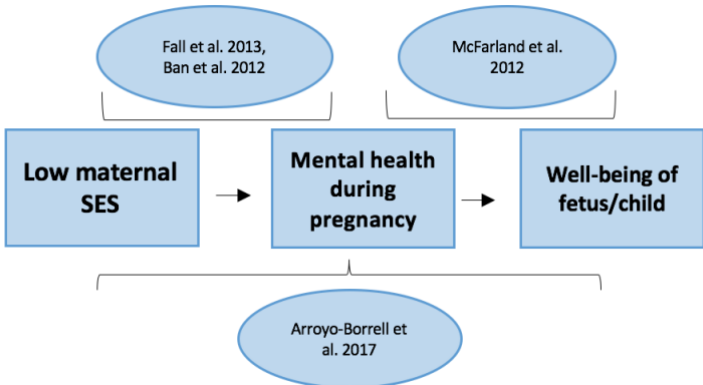 Fall et al. 2013,
Ban et al. 2012
McFarland et al.
2012
Low maternal
SES
Mental health
during
pregnancy
Well-being of
fetus/child
Arroyo-Borrell et
al. 2017